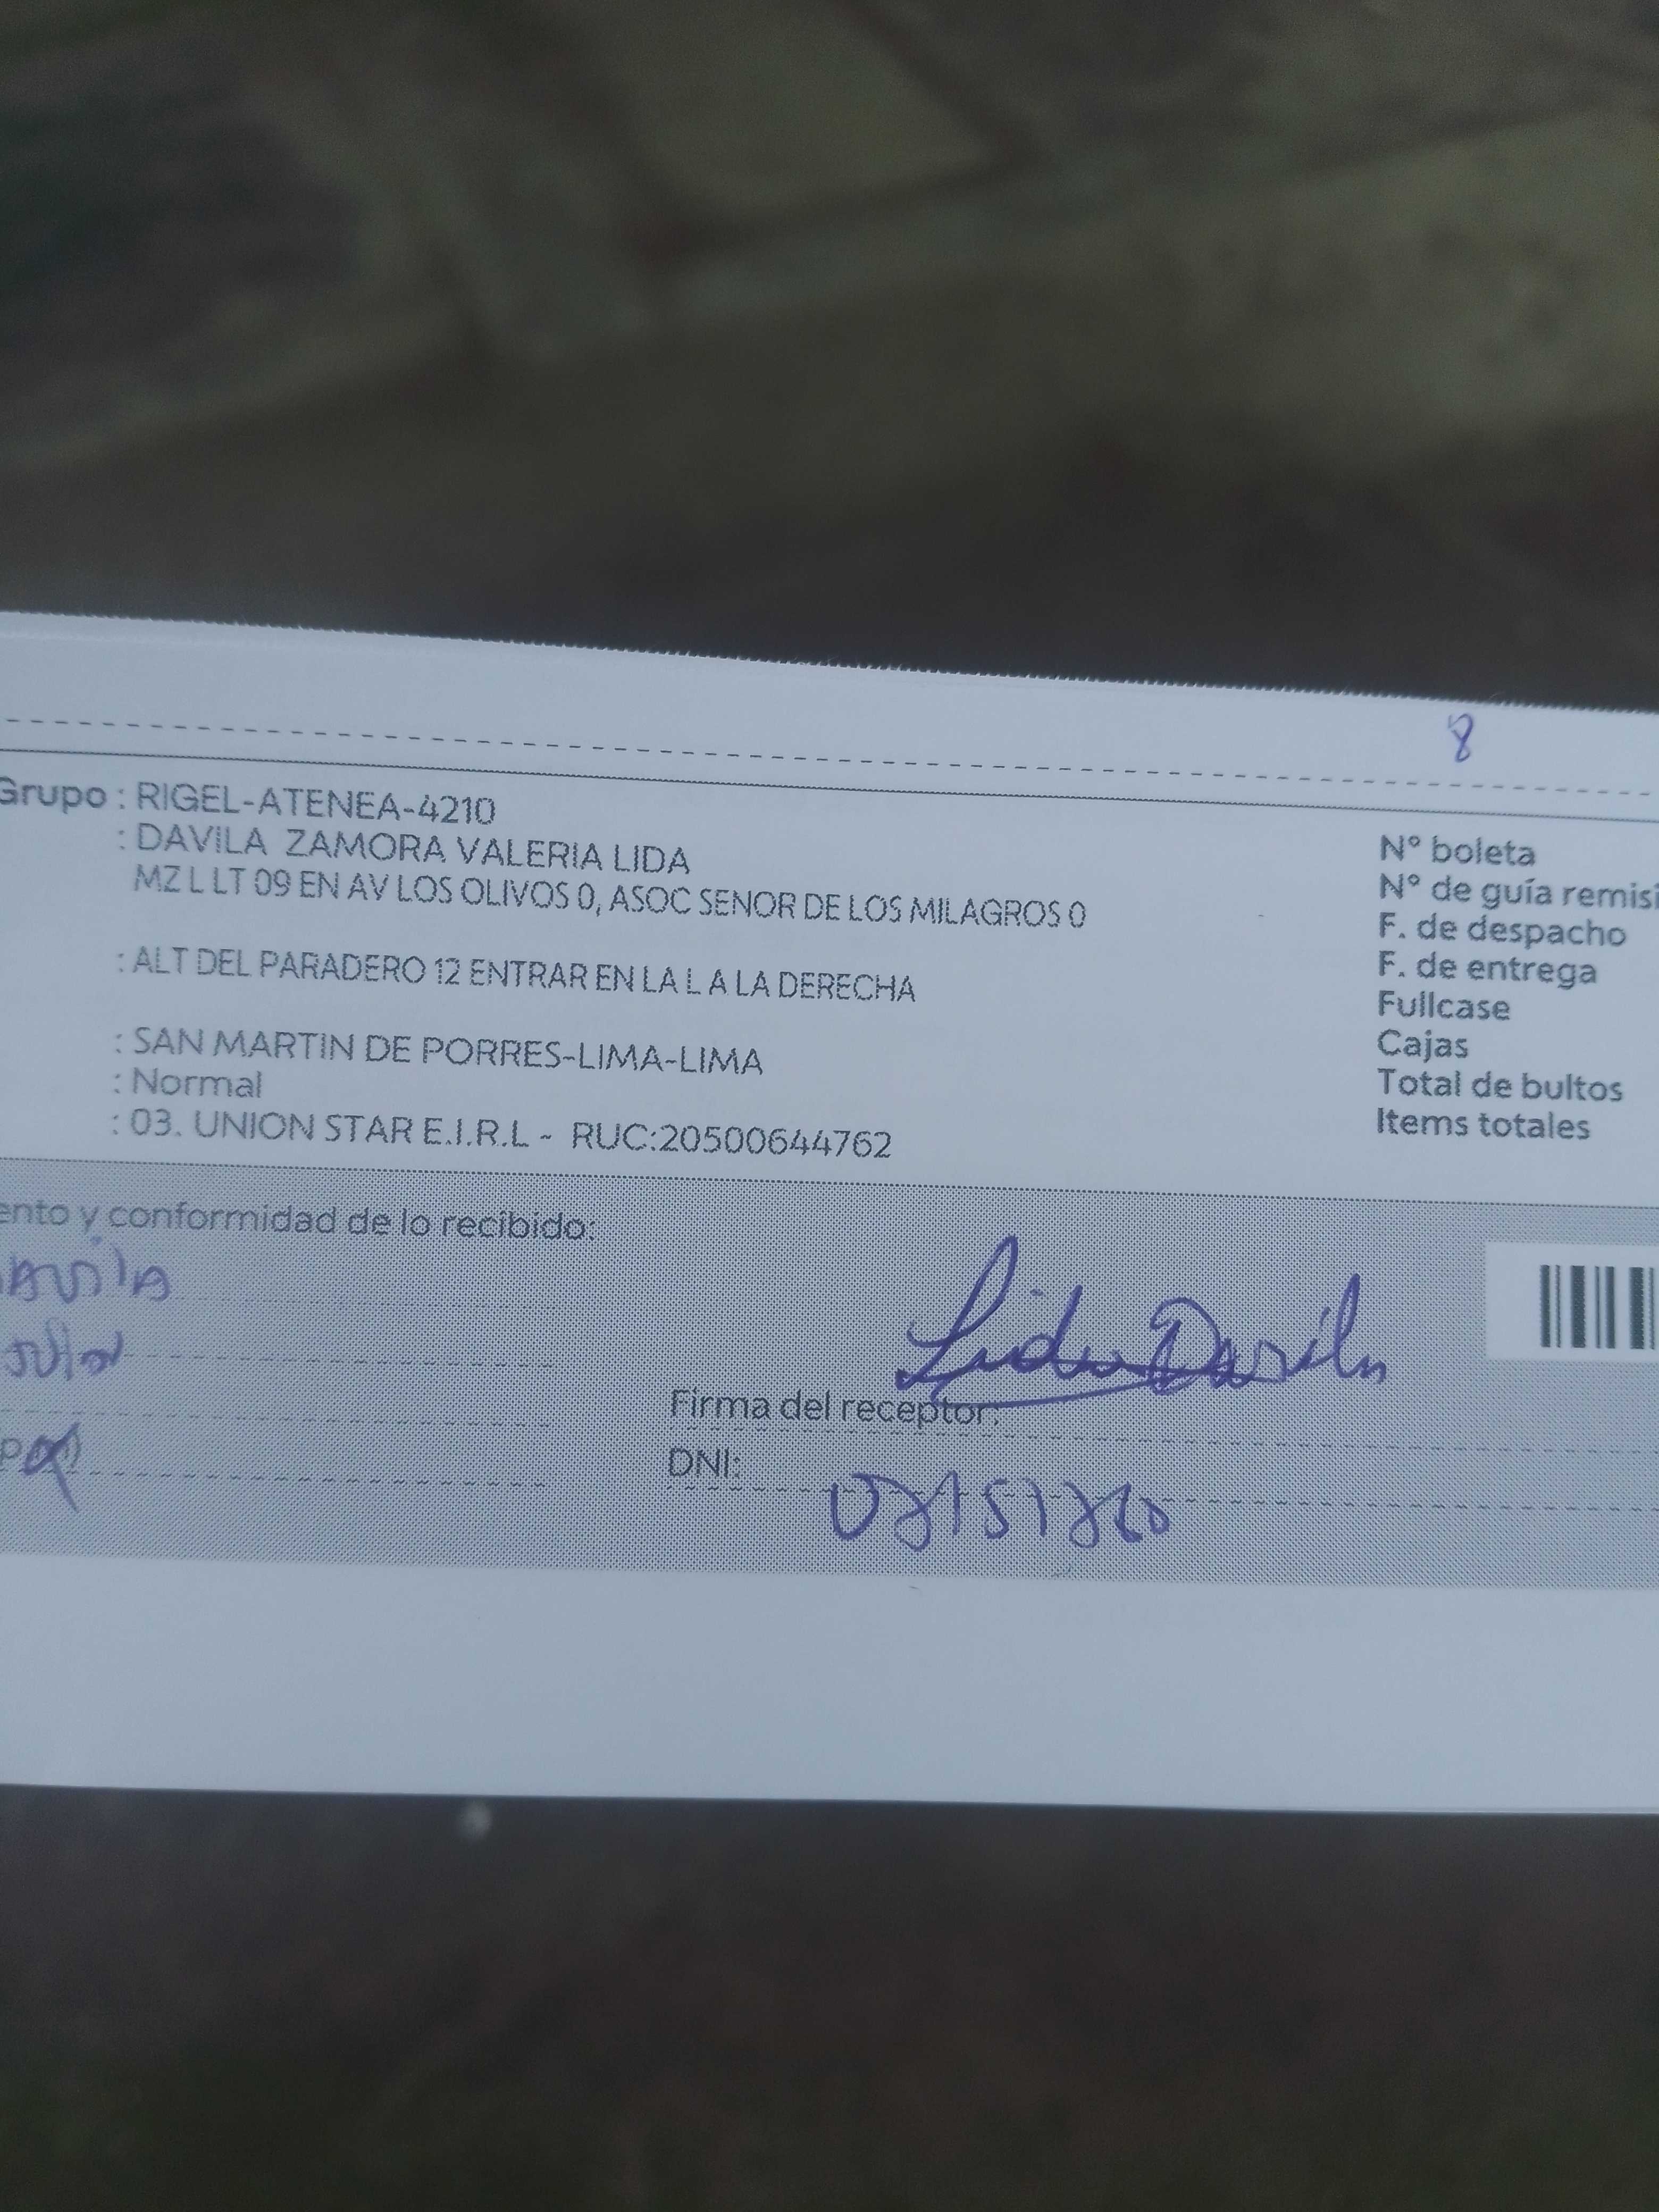 8
Grupo : RIGEL-ATENEA-4210
: DAVILA ZAMORA VALERIA LIDA
MZ L LT 09 EN AV LOS OLIVOS 0, ASOC SENOR DE LOS MILAGROS 0
: ALT DEL PARADERO 12 ENTRAR EN LA L A LA DERECHA
: SAN MARTIN DE PORRES-LIMA-LIMA
: Normal
: 03. UNION STAR E.I.R.L - RUC:20500644762
N° boleta
N° de guía remisi
F. de despacho
F. de entrega
Fullcase
Cajas
Total de bultos
Items totales
ento y conformidad de lo recibido:
avila
Lida Davila
Firma del receptor:
DNI: